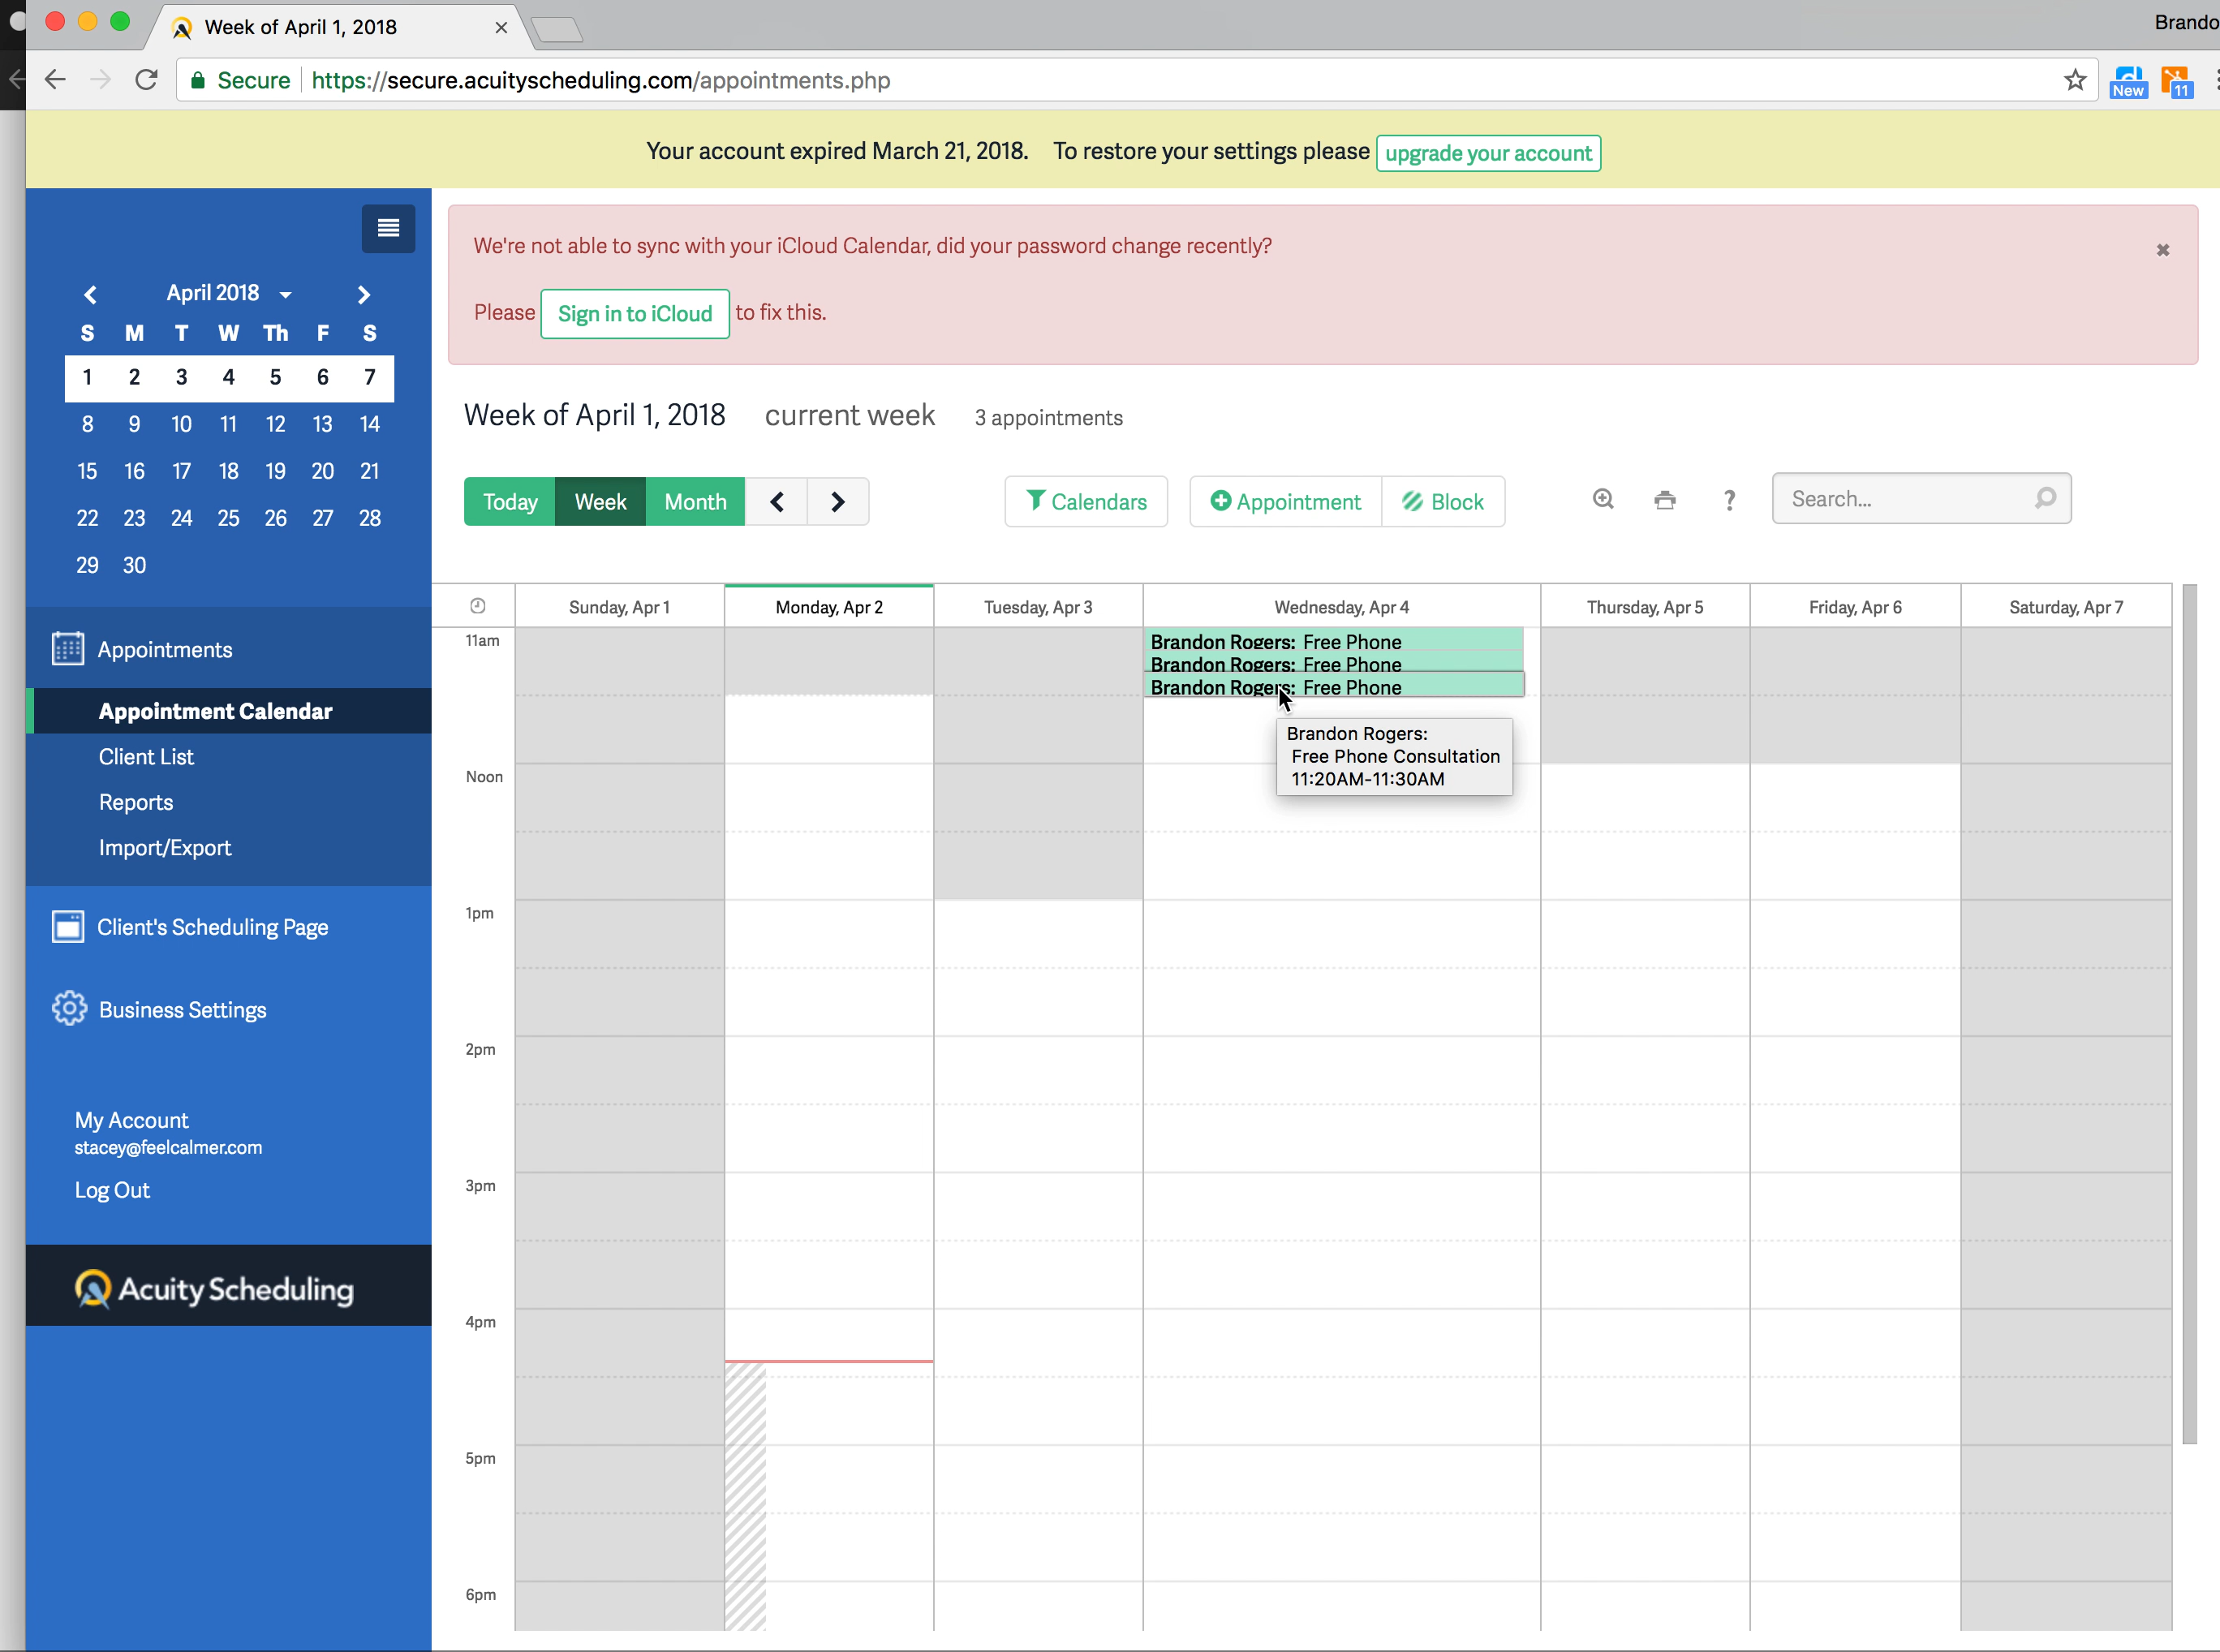 Week of April 1, 2018
Brando
Secure https://secure.acuityscheduling.com/appointments.php
New
11
Your account expired March 21, 2018. To restore your settings please upgrade your account
We're not able to sync with your iCloud Calendar, did your password change recently?
Please Sign in to iCloud to fix this.
April 2018
S M T W Th F S
1 2 3 4 5 6 7
8 9 10 11 12 13 14
15 16 17 18 19 20 21
22 23 24 25 26 27 28
29 30
Appointments
Appointment Calendar
Client List
Reports
Import/Export
Client's Scheduling Page
Business Settings
My Account
stacey@feelcalmer.com
Log Out
Acuity Scheduling
Week of April 1, 2018 current week 3 appointments
Today Week Month Calendars Appointment Block ? Search...
Sunday, Apr 1 Monday, Apr 2 Tuesday, Apr 3 Wednesday, Apr 4 Thursday, Apr 5 Friday, Apr 6 Saturday, Apr 7
11am
Brandon Rogers: Free Phone
Brandon Rogers: Free Phone
Brandon Rogers: Free Phone
Brandon Rogers:
Free Phone Consultation
11:20AM-11:30AM
Noon
1pm
2pm
3pm
4pm
5pm
6pm